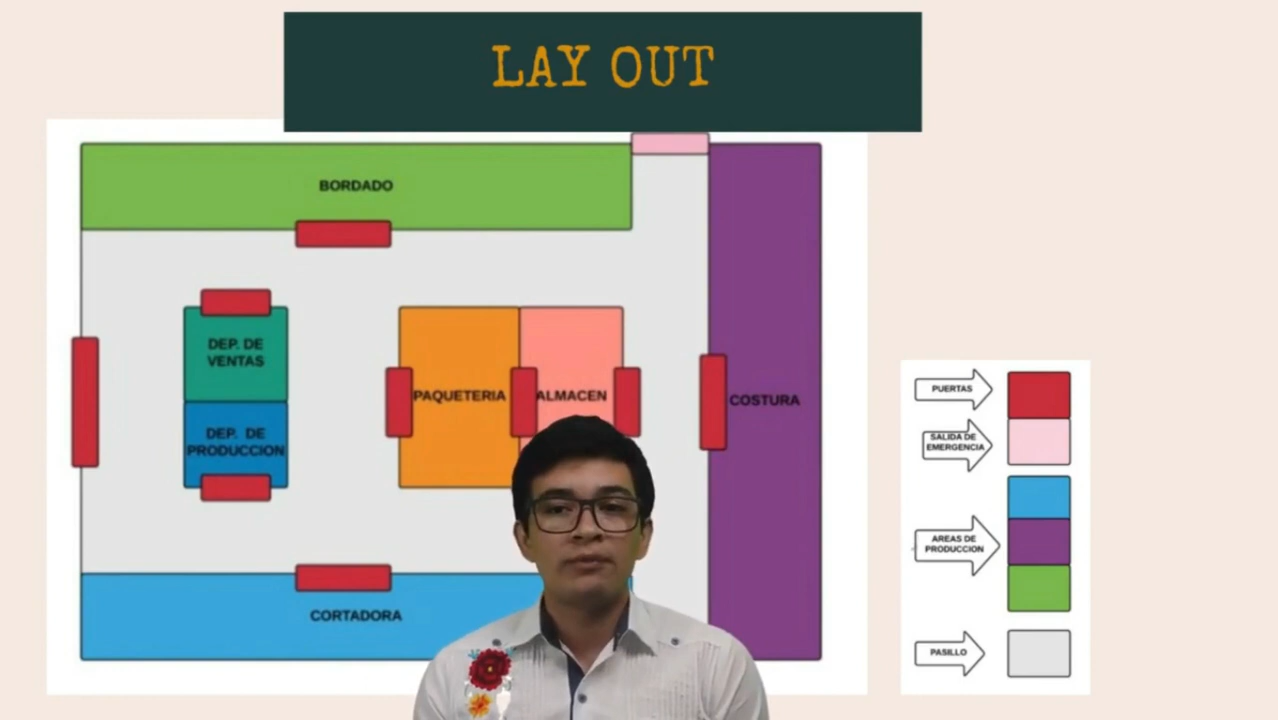 LAY OUT
BORDADO
DEP. DE
VENTAS
DEP. DE
PRODUCCION
PAQUETERIA
ALMACEN
COSTURA
CORTADORA
PUERTAS
SALIDA DE
EMERGENCIA
AREAS DE
PRODUCCION
PASILLO